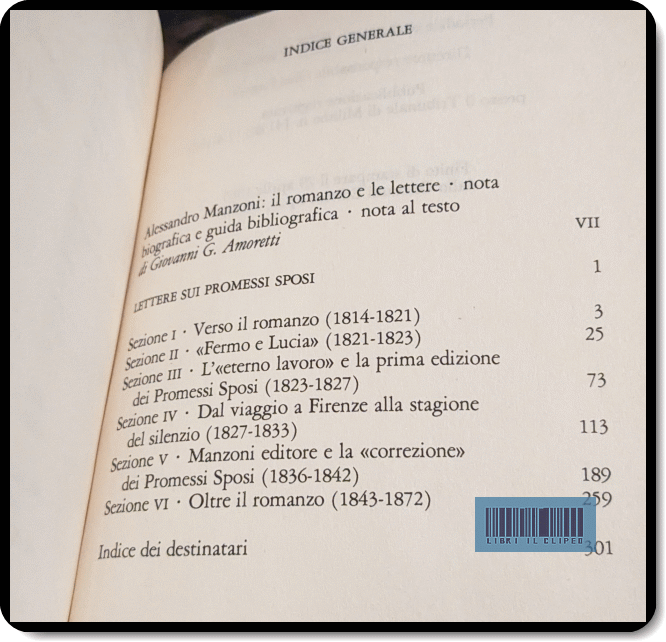 INDICE GENERALE
Alessandro Manzoni: il romanzo e le lettere · nota
biografica e guida bibliografica · nota al testo
di Giovanni G. Amoretti VII
LETTERE SUI PROMESSI SPOSI 1
Sezione I · Verso il romanzo (1814-1821) 3
Sezione II · «Fermo e Lucia» (1821-1823) 25
Sezione III · L'«eterno lavoro» e la prima edizione
dei Promessi Sposi (1823-1827) 73
Sezione IV · Dal viaggio a Firenze alla stagione
del silenzio (1827-1833) 113
Sezione V · Manzoni editore e la «correzione»
dei Promessi Sposi (1836-1842) 189
Sezione VI · Oltre il romanzo (1843-1872) 259
Indice dei destinatari 301
LIBRI IL CLIPEO